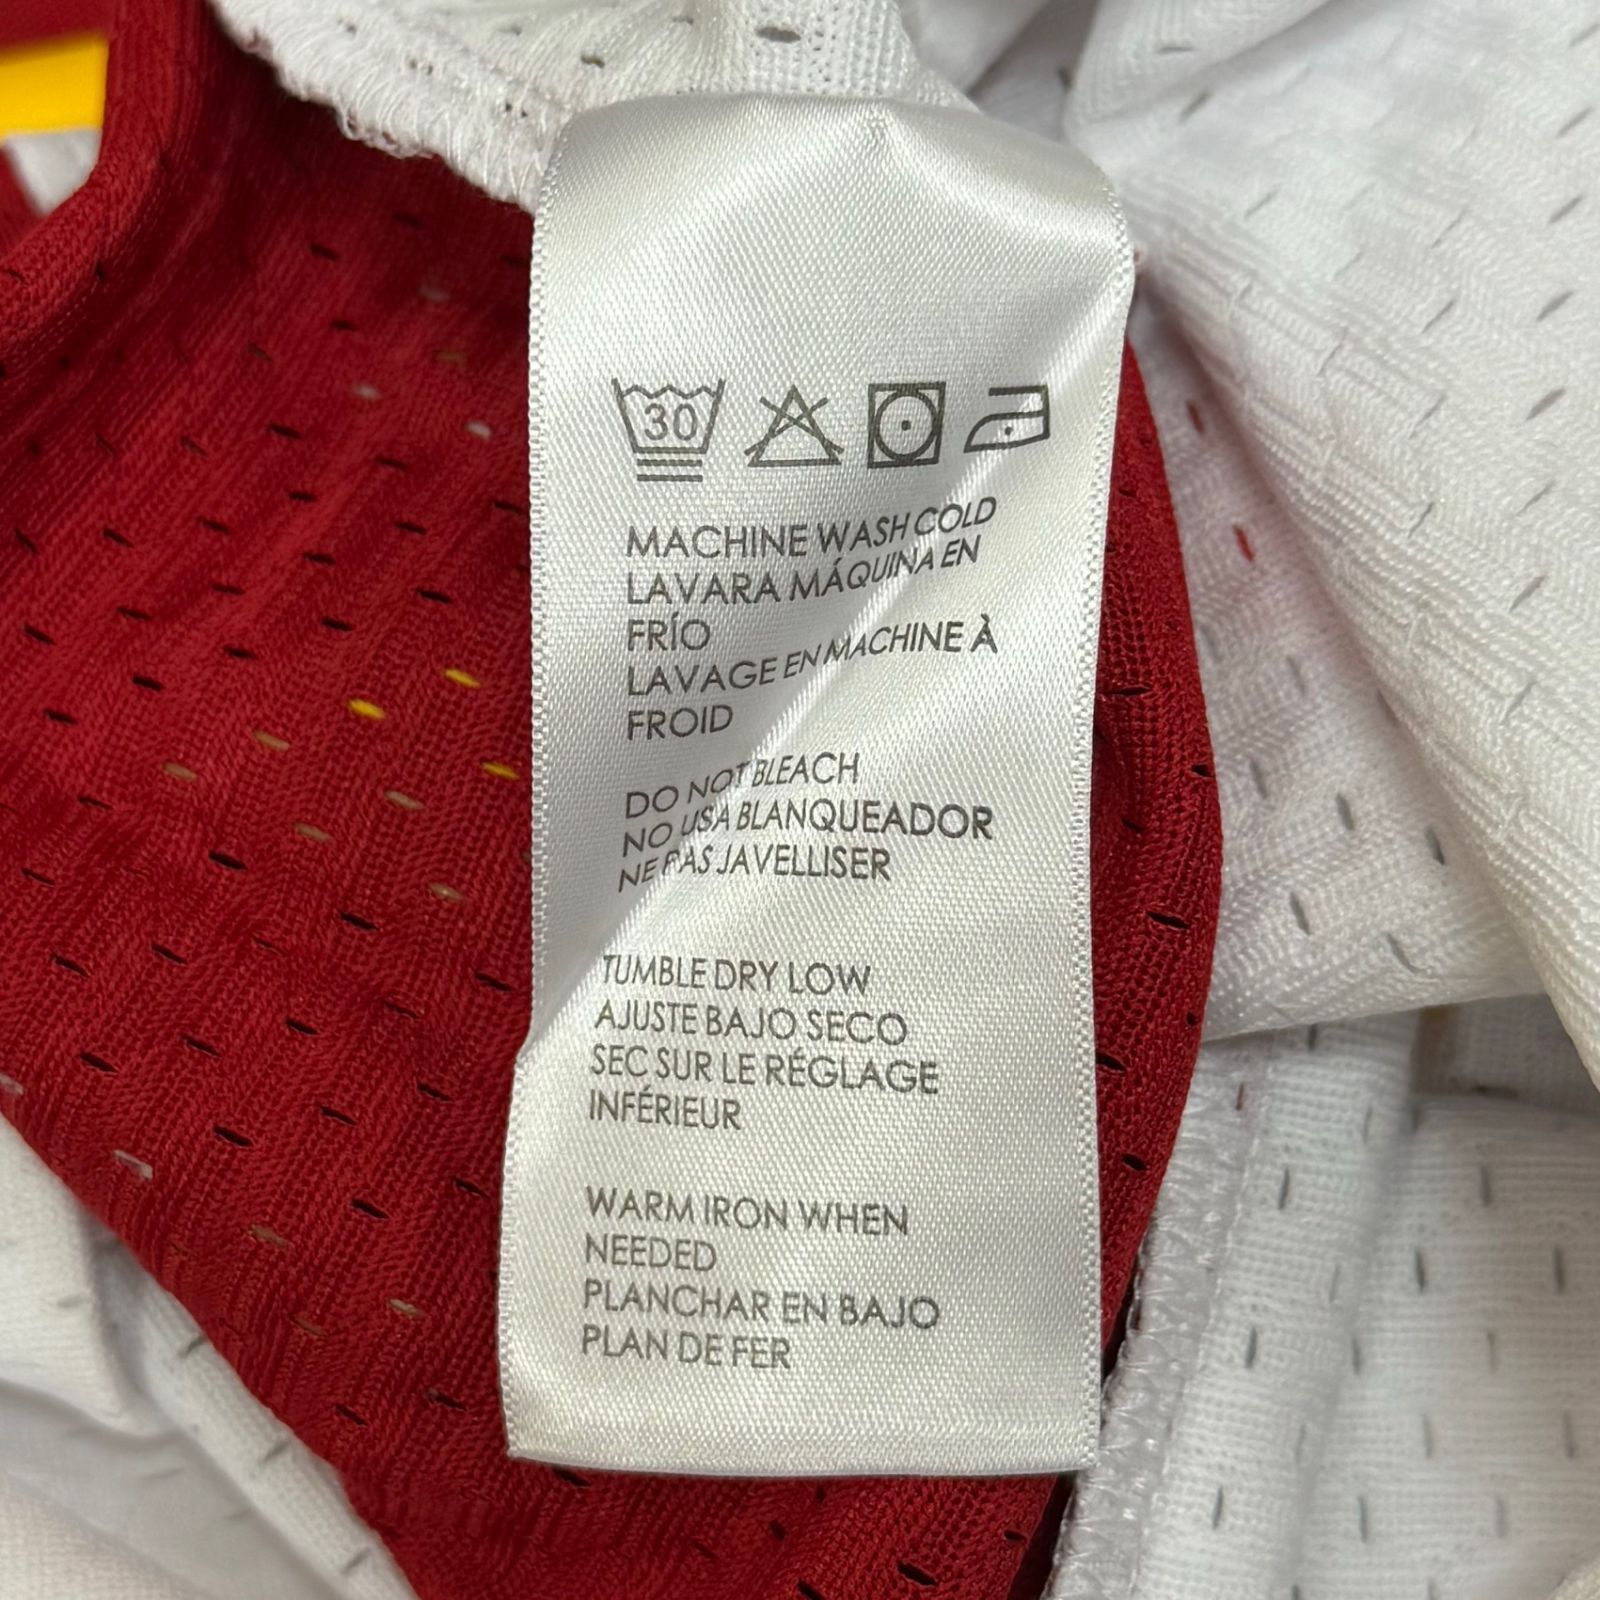 30
MACHINE WASH COLD
LAVARA MÁQUINA EN
FRÍO
LAVAGE EN MACHINE À
FROID
DO NOT BLEACH
NO USA BLANQUEADOR
NE PAS JAVELLISER
TUMBLE DRY LOW
AJUSTE BAJO SECO
SEC SUR LE RÉGLAGE
INFÉRIEUR
WARM IRON WHEN
NEEDED
PLANCHAR EN BAJO
PLAN DE FER